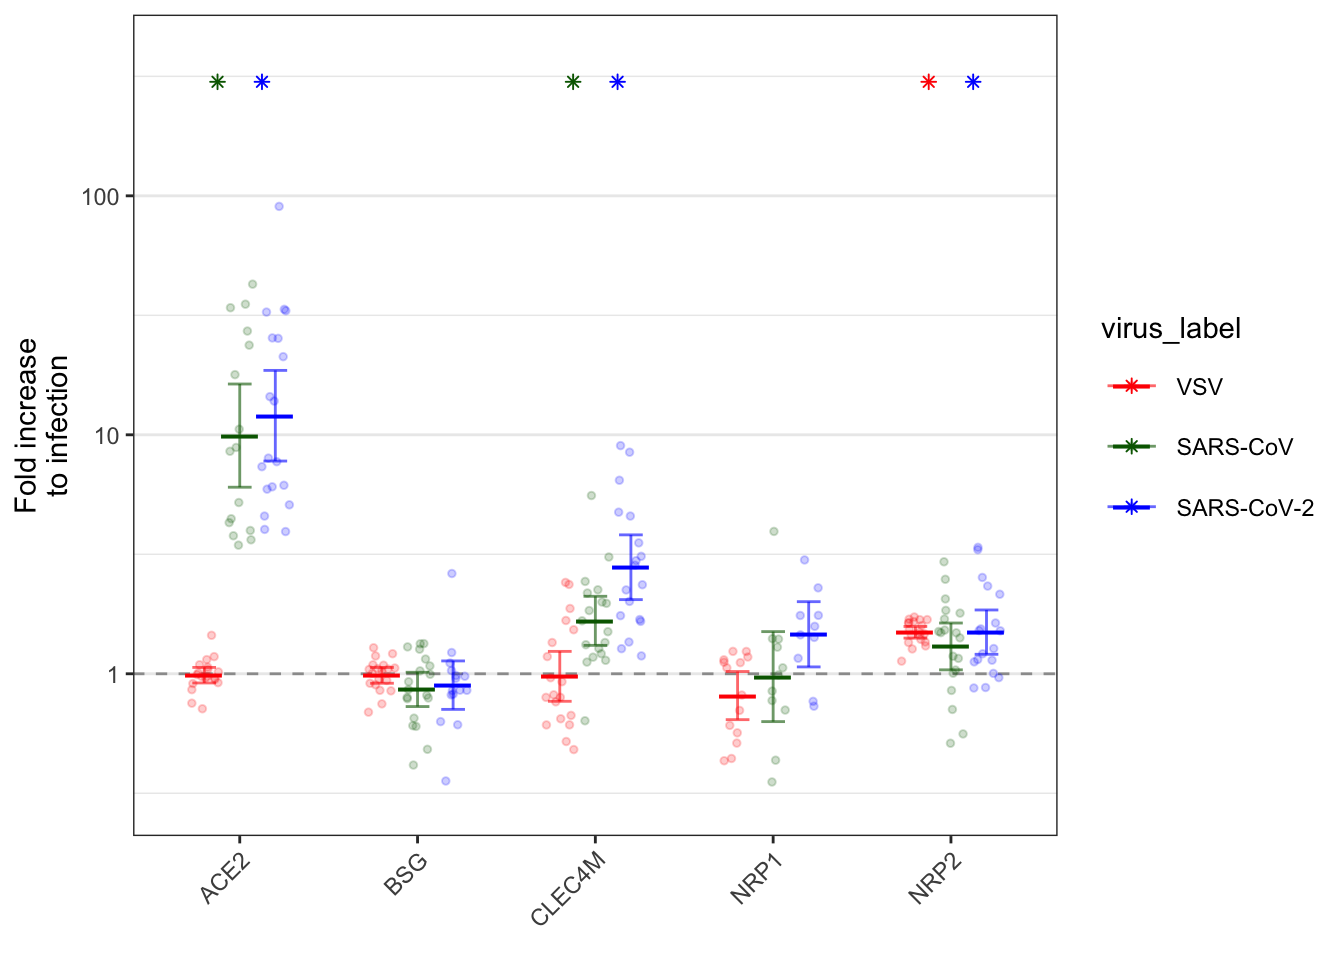 Fold increase
to infection
100
10
1
ACE2
BSG
CLEC4M
NRP1
NRP2
virus_label
VSV
SARS-CoV
SARS-CoV-2